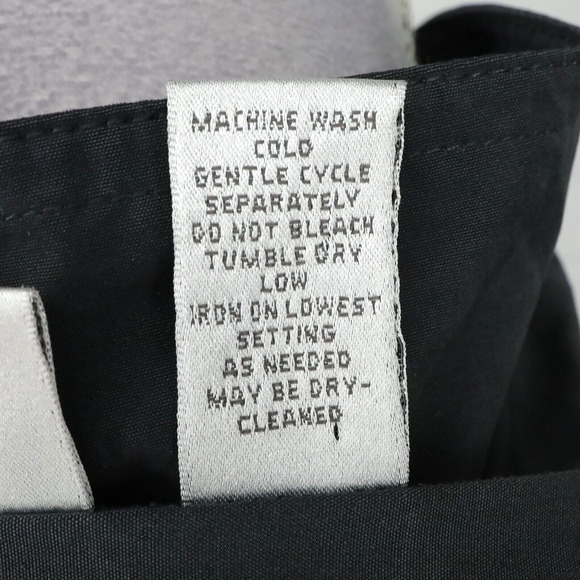 MACHINE WASH
COLD
GENTLE CYCLE
SEPARATELY
DO NOT BLEACH
TUMBLE DRY
LOW
IRON ON LOWEST
SETTING
AS NEEDED
MAY BE DRY-
CLEANED